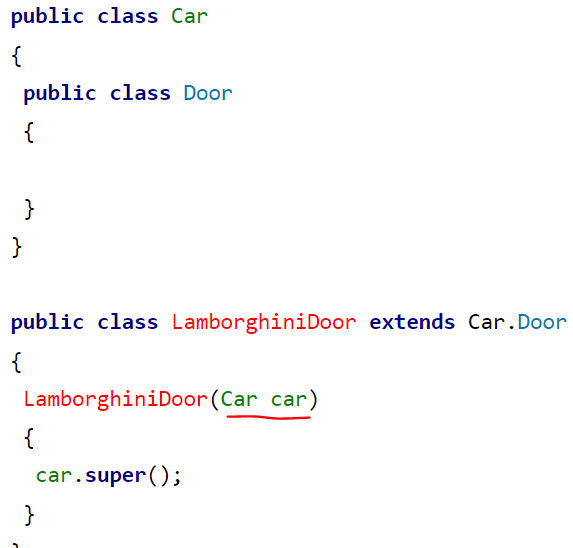 public class Car
{
public class Door
{
}
}
public class LamborghiniDoor extends Car.Door
{
LamborghiniDoor(Car car)
{
car.super();
}
}